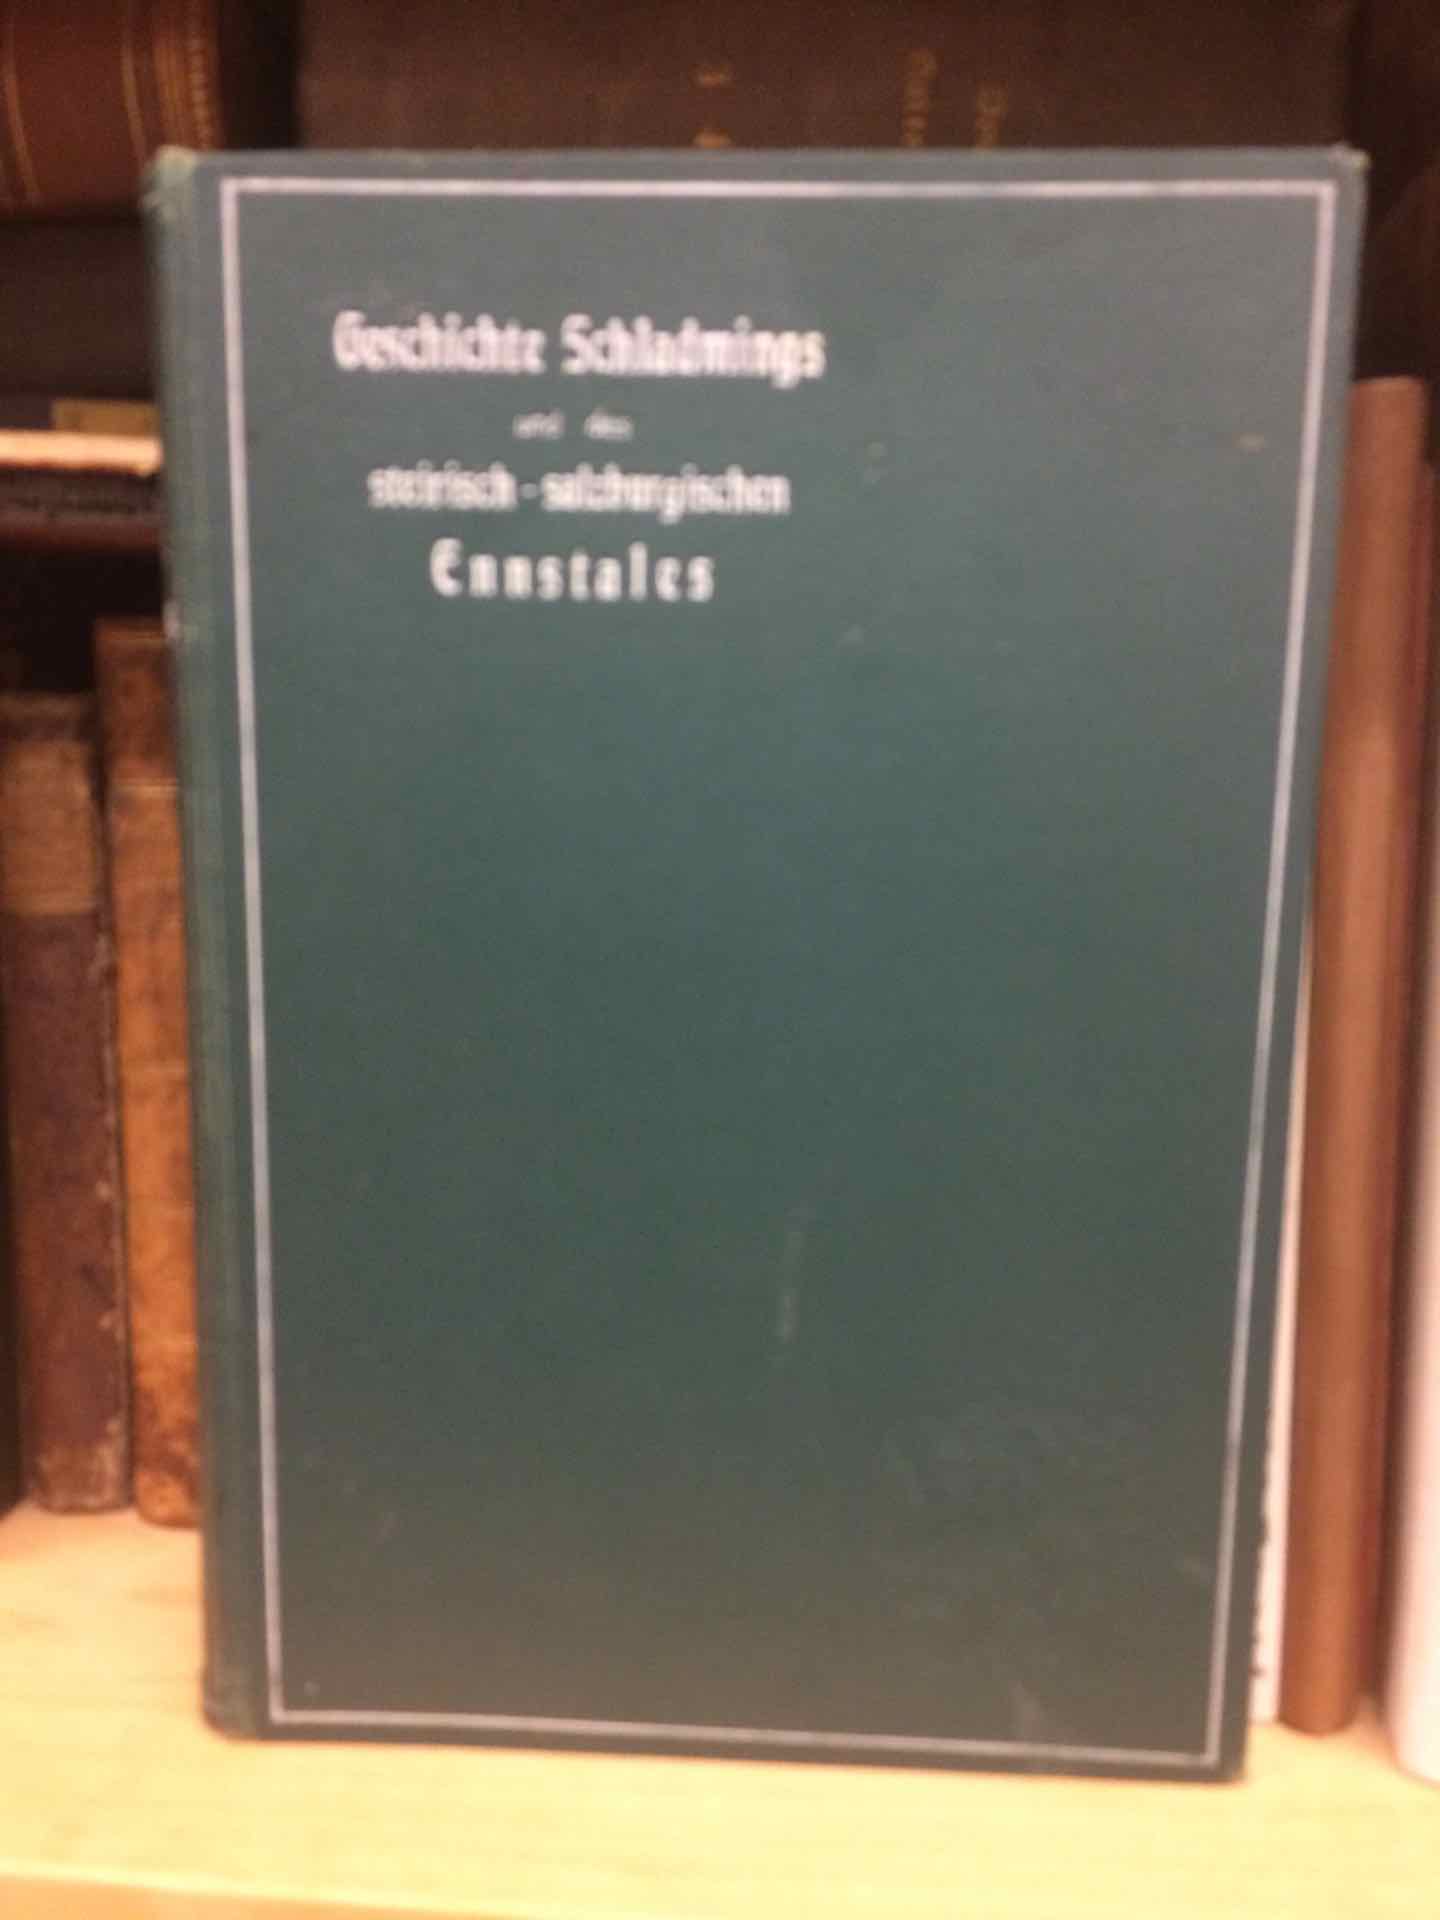 Geschichte Schladmings
und des
steirisch-salzburgischen
Ennstales